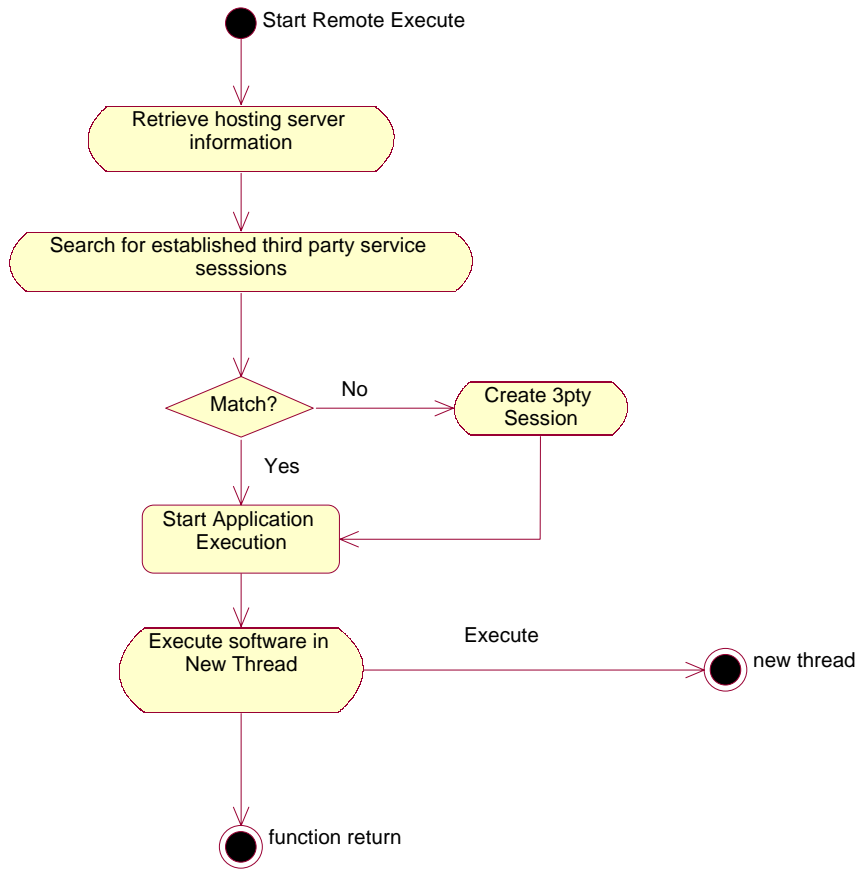 Start Remote Execute
Retrieve hosting server
information
Search for established third party service
sesssions
Match?
No
Create 3pty
Session
Yes
Start Application
Execution
Execute software in
New Thread
Execute
new thread
function return